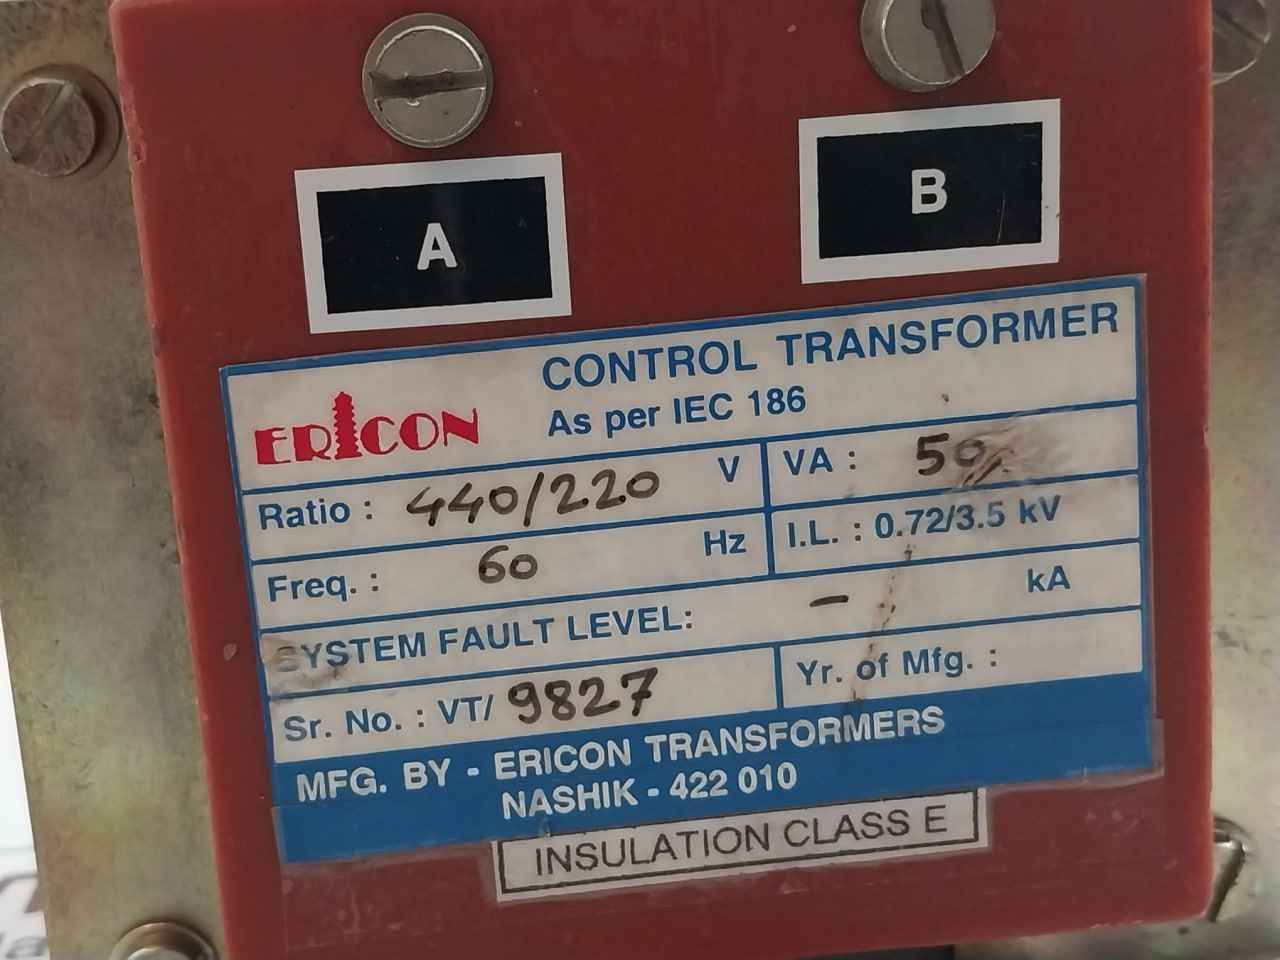 A
B
CONTROL TRANSFORMER
ERICON
As per IEC 186
Ratio : 440/220 V
VA : 50
Freq. : 60 Hz
I.L. : 0.72/3.5 kV
SYSTEM FAULT LEVEL: – kA
Sr. No. : VT/ 9827
Yr. of Mfg. :
MFG. BY - ERICON TRANSFORMERS
NASHIK - 422 010
INSULATION CLASS E